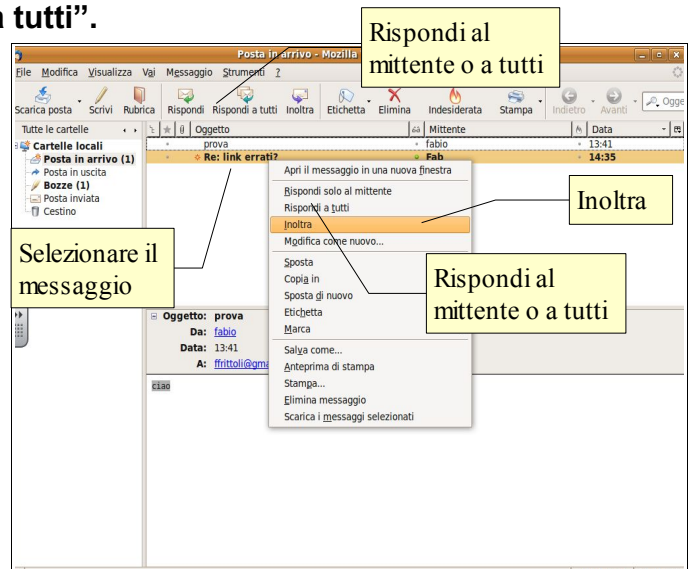 a tutti”.
Rispondi al
mittente o a tutti
Posta in arrivo - Mozilla
File Modifica Visualizza Vai Messaggio Strumenti ?
Scarica posta Scrivi Rubrica Rispondi Rispondi a tutti Inoltra Etichetta Elimina Indesiderata Stampa Indietro Avanti Ogge
Tutte le cartelle Oggetto Mittente Data
Cartelle locali prova fabio 13:41
Posta in arrivo (1) Re: link errati? Fab 14:35
Posta in uscita
Bozze (1)
Posta inviata
Cestino
Apri il messaggio in una nuova finestra
Rispondi solo al mittente
Rispondi a tutti
Inoltra
Modifica come nuovo...
Sposta
Copia in
Sposta di nuovo
Etichetta
Marca
Salva come...
Anteprima di stampa
Stampa...
Elimina messaggio
Scarica i messaggi selezionati
Inoltra
Selezionare il
messaggio
Rispondi al
mittente o a tutti
Oggetto: prova
Da: fabio
Data: 13:41
A: ffrittoli@gma
ciao